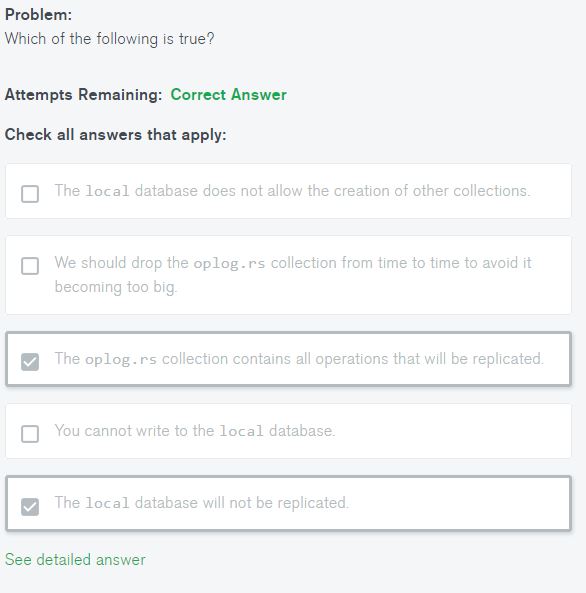 Problem:
Which of the following is true?
Attempts Remaining: Correct Answer
Check all answers that apply:
The local database does not allow the creation of other collections.
We should drop the oplog.rs collection from time to time to avoid it
becoming too big.
The oplog.rs collection contains all operations that will be replicated.
You cannot write to the local database.
The local database will not be replicated.
See detailed answer